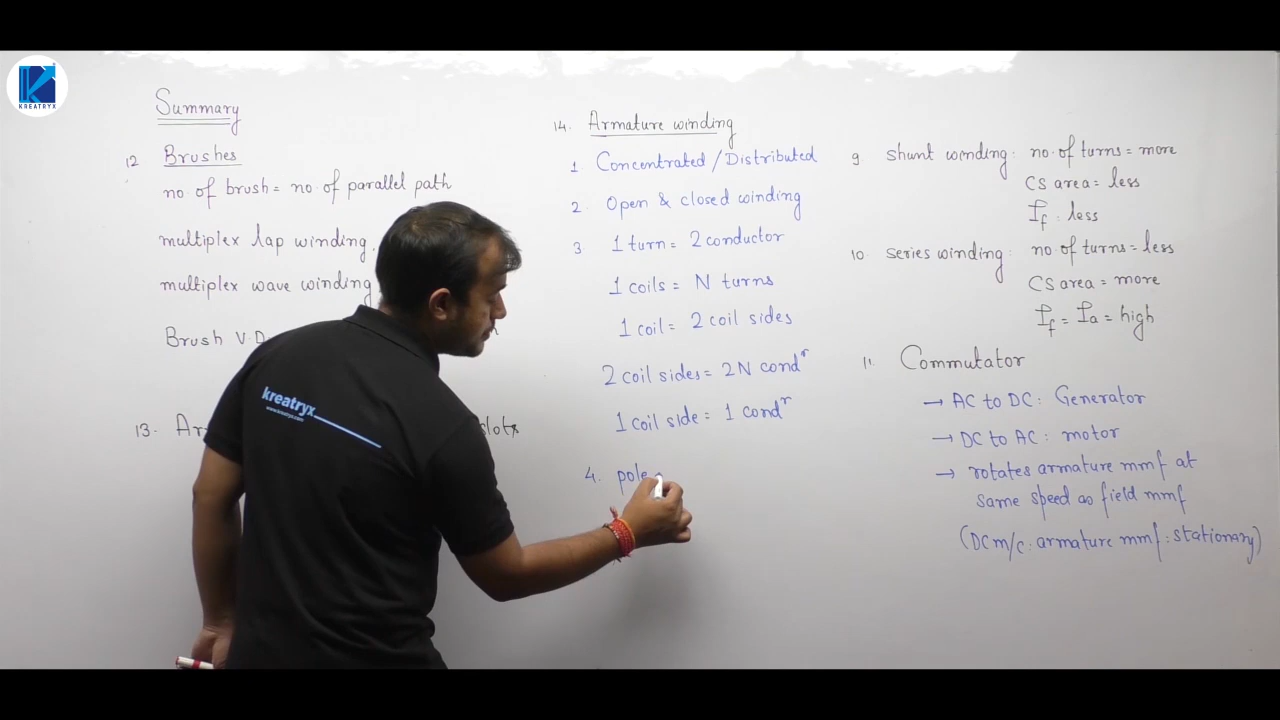 KREATRYX
Summary
12 Brushes
no. of brush = no. of parallel path
multiplex lap winding
multiplex wave winding
Brush V.D
13. Ar
slots
14. Armature winding
1 Concentrated / Distributed
2. Open & closed winding
3 1 turn = 2 conductor
1 coils = N turns
1 coil = 2 coil sides
2 coil sides = 2N condr
1 coil side = 1 condr
4. pole
9 shunt winding: no. of turns = more
CS area = less
If : less
10. series winding: no of turns = less
CS area = more
If = Ia = high
11. Commutator
→ AC to DC : Generator
→ DC to AC : motor
→ rotates armature mmf at
same speed as field mmf
(DC m/c : armature mmf : stationary)
kreatryx
www.kreatryx.com